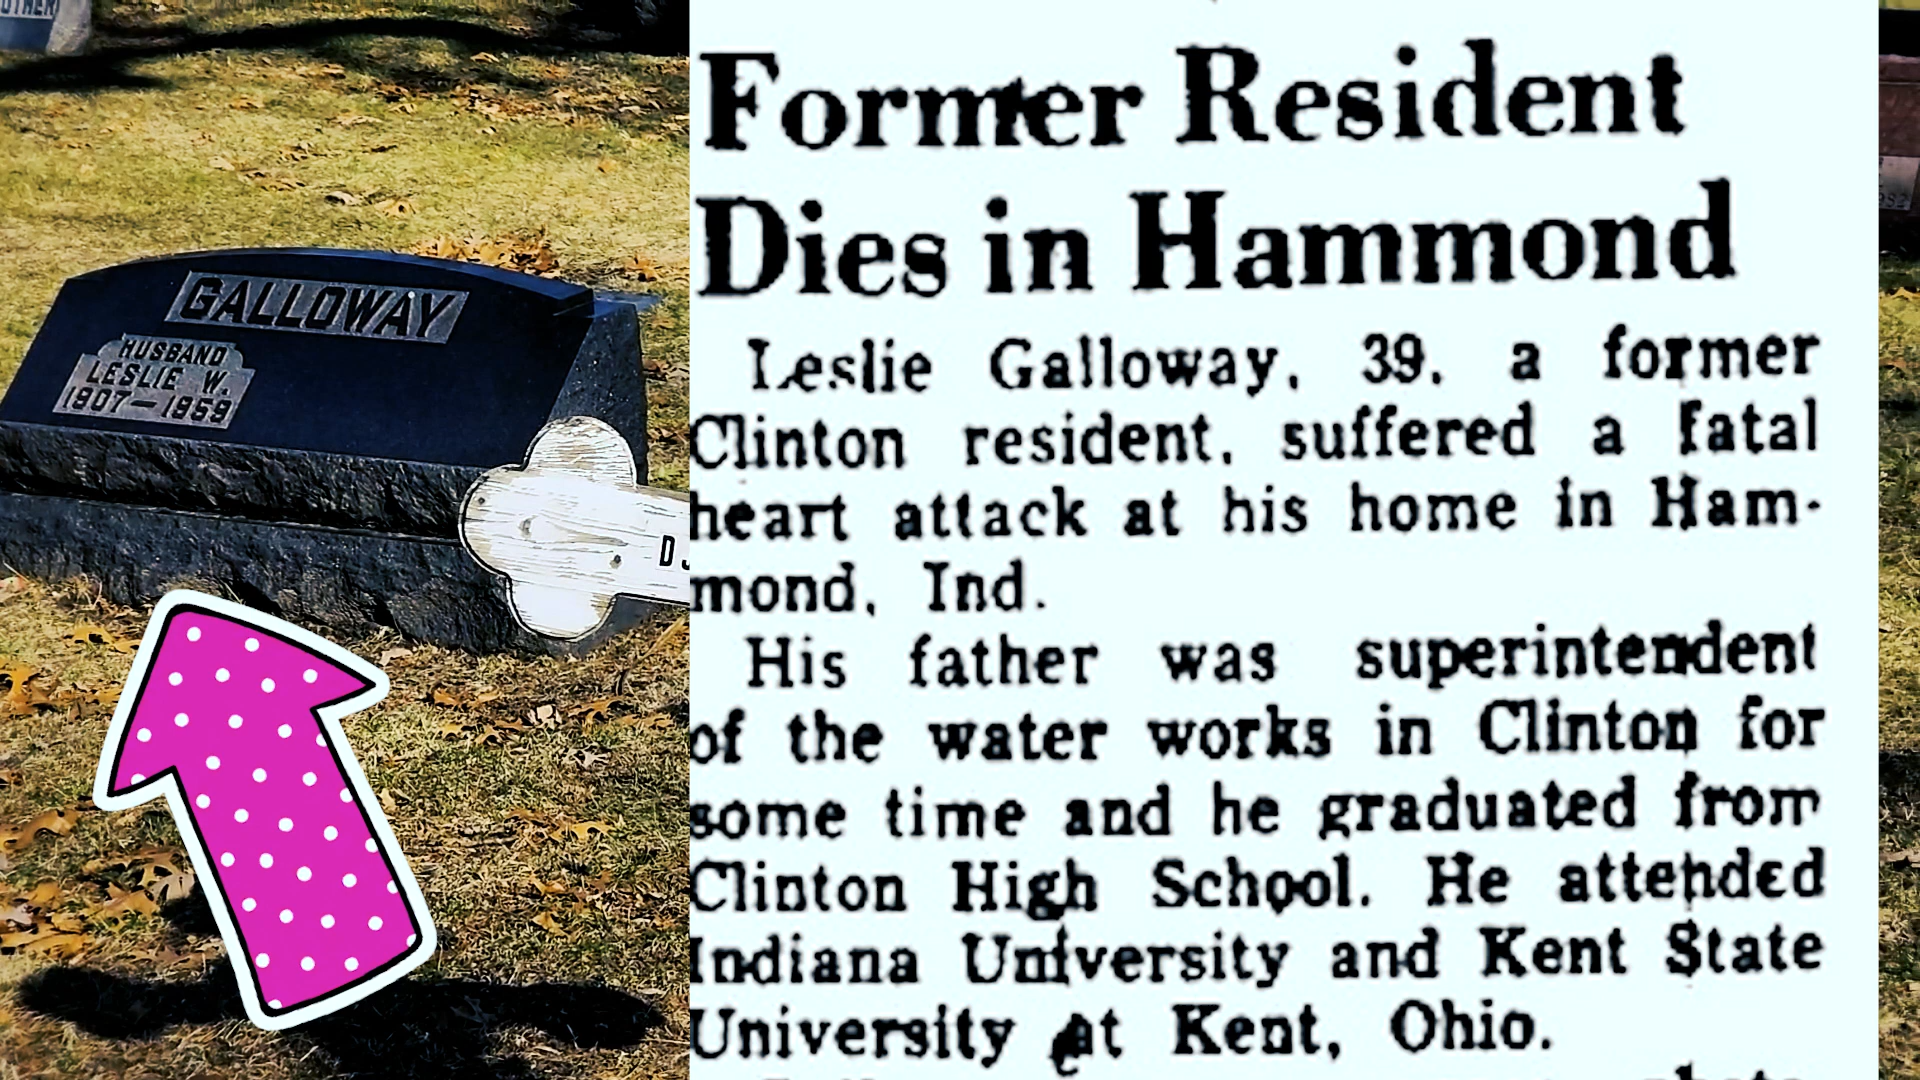 GALLOWAY
HUSBAND
LESLIE W.
1907-1959
Former Resident
Dies in Hammond
Leslie Galloway, 39, a former
Clinton resident, suffered a fatal
heart attack at his home in Ham-
mond, Ind.
His father was superintendent
of the water works in Clinton for
some time and he graduated from
Clinton High School. He attended
Indiana University and Kent State
University at Kent, Ohio.